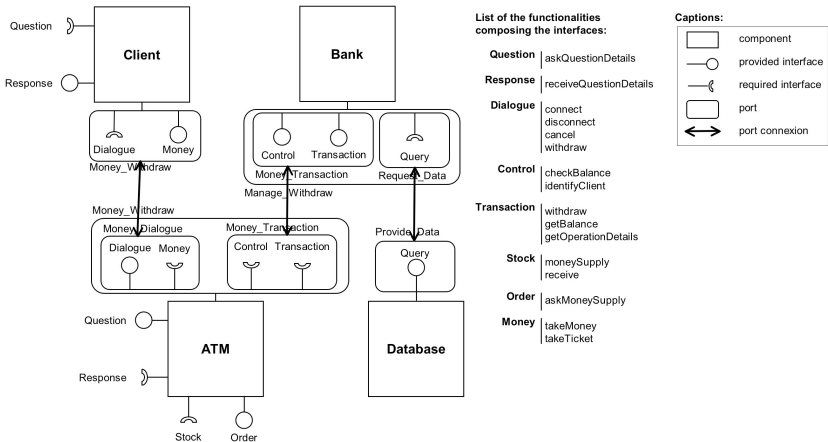 Question
Response
Client
Dialogue
Money
Money_Withdraw
Bank
Control
Transaction
Money_Transaction
Query
Request_Data
Manage_Withdraw
Money_Withdraw
Money_Dialogue
Dialogue
Money
Money_Transaction
Control
Transaction
Provide_Data
Query
Question
Response
ATM
Stock
Order
Database
List of the functionalities
composing the interfaces:
Question
askQuestionDetails
Response
receiveQuestionDetails
Dialogue
connect
disconnect
cancel
withdraw
Control
checkBalance
identifyClient
Transaction
withdraw
getBalance
getOperationDetails
Stock
moneySupply
receive
Order
askMoneySupply
Money
takeMoney
takeTicket
Captions:
component
provided interface
required interface
port
port connexion